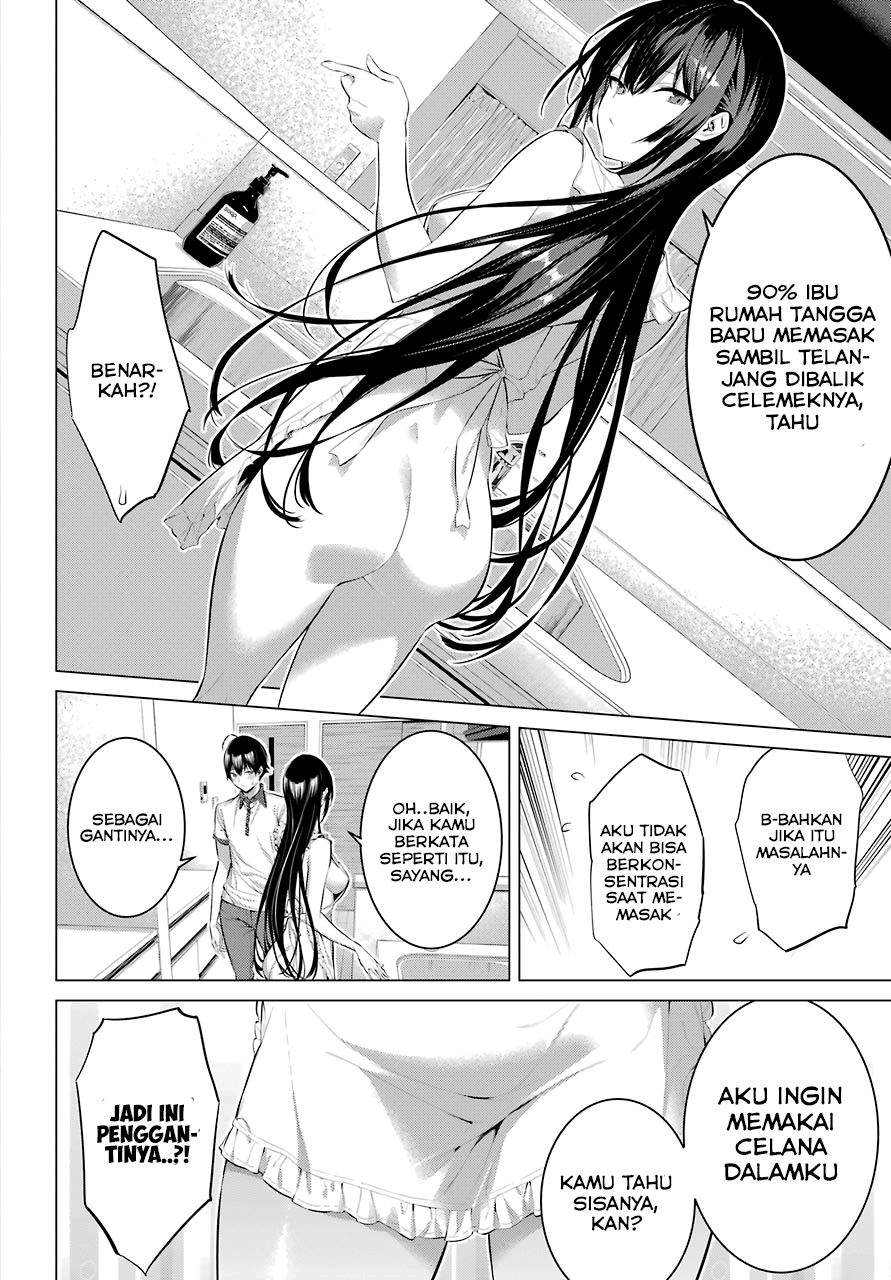 90% IBU
RUMAH TANGGA
BARU MEMASAK
SAMBIL TELAN-
JANG DIBALIK
CELEMEKNYA,
TAHU
BENAR-
KAH?!
B-BAHKAN
JIKA ITU
MASALAHN-
YA
AKU TIDAK
AKAN BISA
BERKON-
SENTRASI
SAAT ME-
MASAK
OH..BAIK,
JIKA KAMU
BERKATA
SEPERTI ITU,
SAYANG...
SEBAGAI
GANTINYA...
AKU INGIN
MEMAKAI
CELANA
DALAMKU
KAMU TAHU
SISANYA,
KAN?
JADI INI
PENGGAN-
TINYA..?!